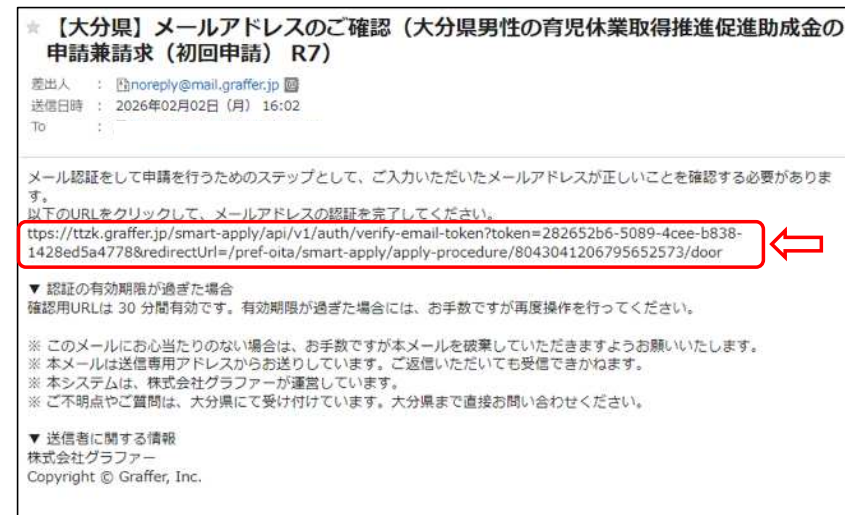 ★ 【大分県】メールアドレスのご確認（大分県男性の育児休業取得推進促進助成金の
申請兼請求（初回申請） R7）
差出人 : noreply@mail.graffer.jp
送信日時 : 2026年02月02日（月） 16:02
To :
メール認証をして申請を行うためのステップとして、ご入力いただいたメールアドレスが正しいことを確認する必要がありま
す。
以下のURLをクリックして、メールアドレスの認証を完了してください。
ttps://ttzk.graffer.jp/smart-apply/api/v1/auth/verify-email-token?token=282652b6-5089-4cee-b838-
1428ed5a4778&redirectUrl=/pref-oita/smart-apply/apply-procedure/8043041206795652573/door
▼ 認証の有効期限が過ぎた場合
確認用URLは 30 分間有効です。有効期限が過ぎた場合には、お手数ですが再度操作を行ってください。
※ このメールにお心当たりのない場合は、お手数ですが本メールを破棄していただきますようお願いいたします。
※ 本メールは送信専用アドレスからお送りしています。ご返信いただいても受信できかねます。
※ 本システムは、株式会社グラファーが運営しています。
※ ご不明点やご質問は、大分県にて受け付けています。大分県まで直接お問い合わせください。
▼ 送信者に関する情報
株式会社グラファー
Copyright © Graffer, Inc.